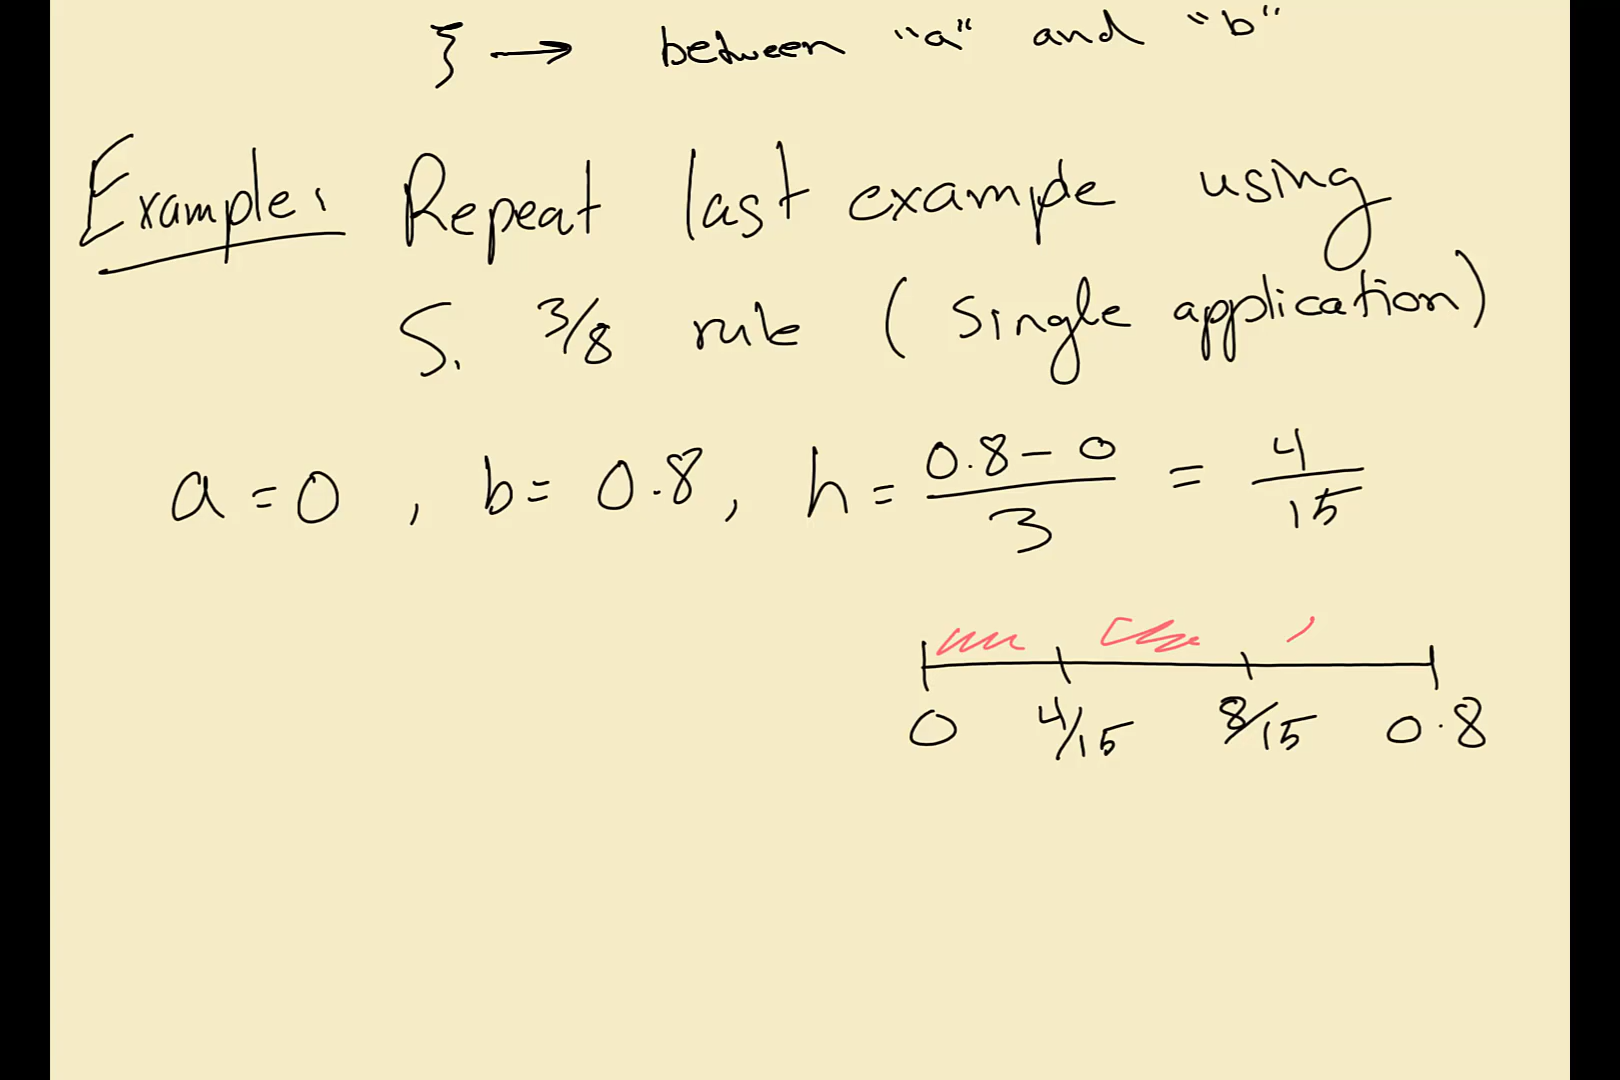 ξ → between "a" and "b"
Example: Repeat last example using
S. 3/8 rule (single application)
a = 0 , b = 0.8 , h = (0.8 - 0)/3 = 4/15
0 4/15 8/15 0.8